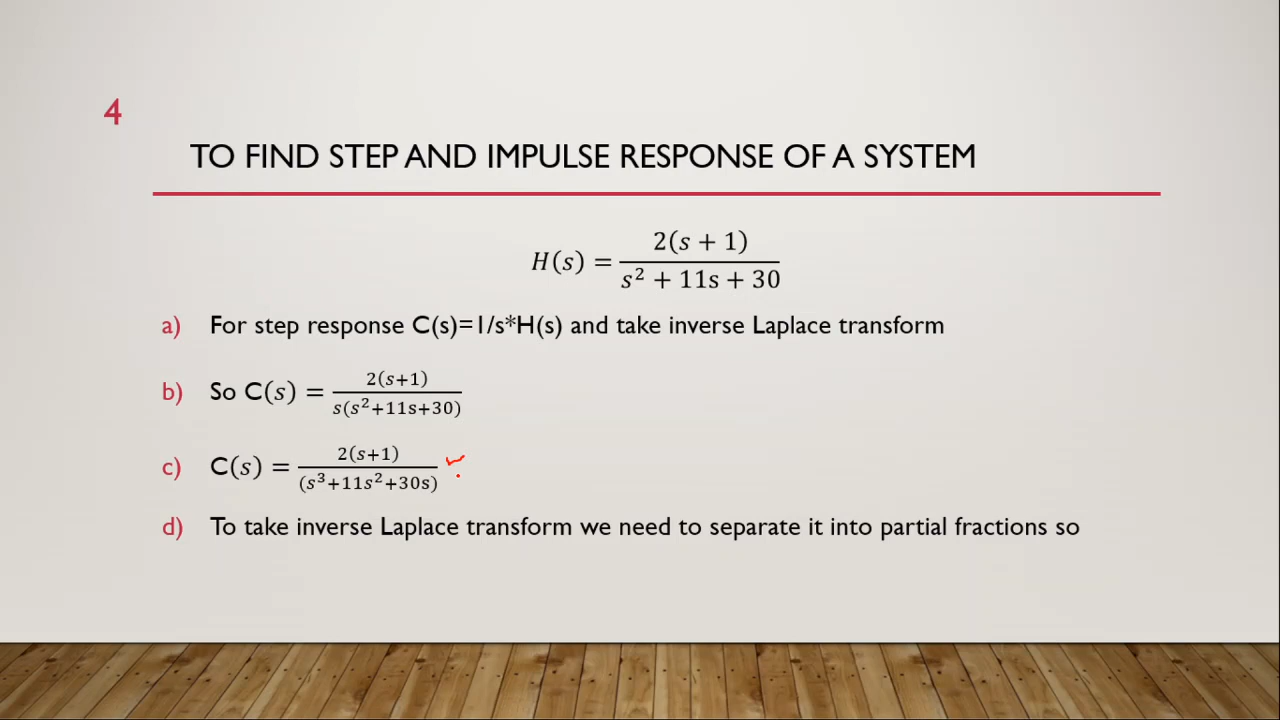 4
TO FIND STEP AND IMPULSE RESPONSE OF A SYSTEM
H(s) = 2(s + 1) / (s² + 11s + 30)
a) For step response C(s)=1/s*H(s) and take inverse Laplace transform
b) So C(s) = 2(s+1) / s(s²+11s+30)
c) C(s) = 2(s+1) / (s³+11s²+30s)
d) To take inverse Laplace transform we need to separate it into partial fractions so